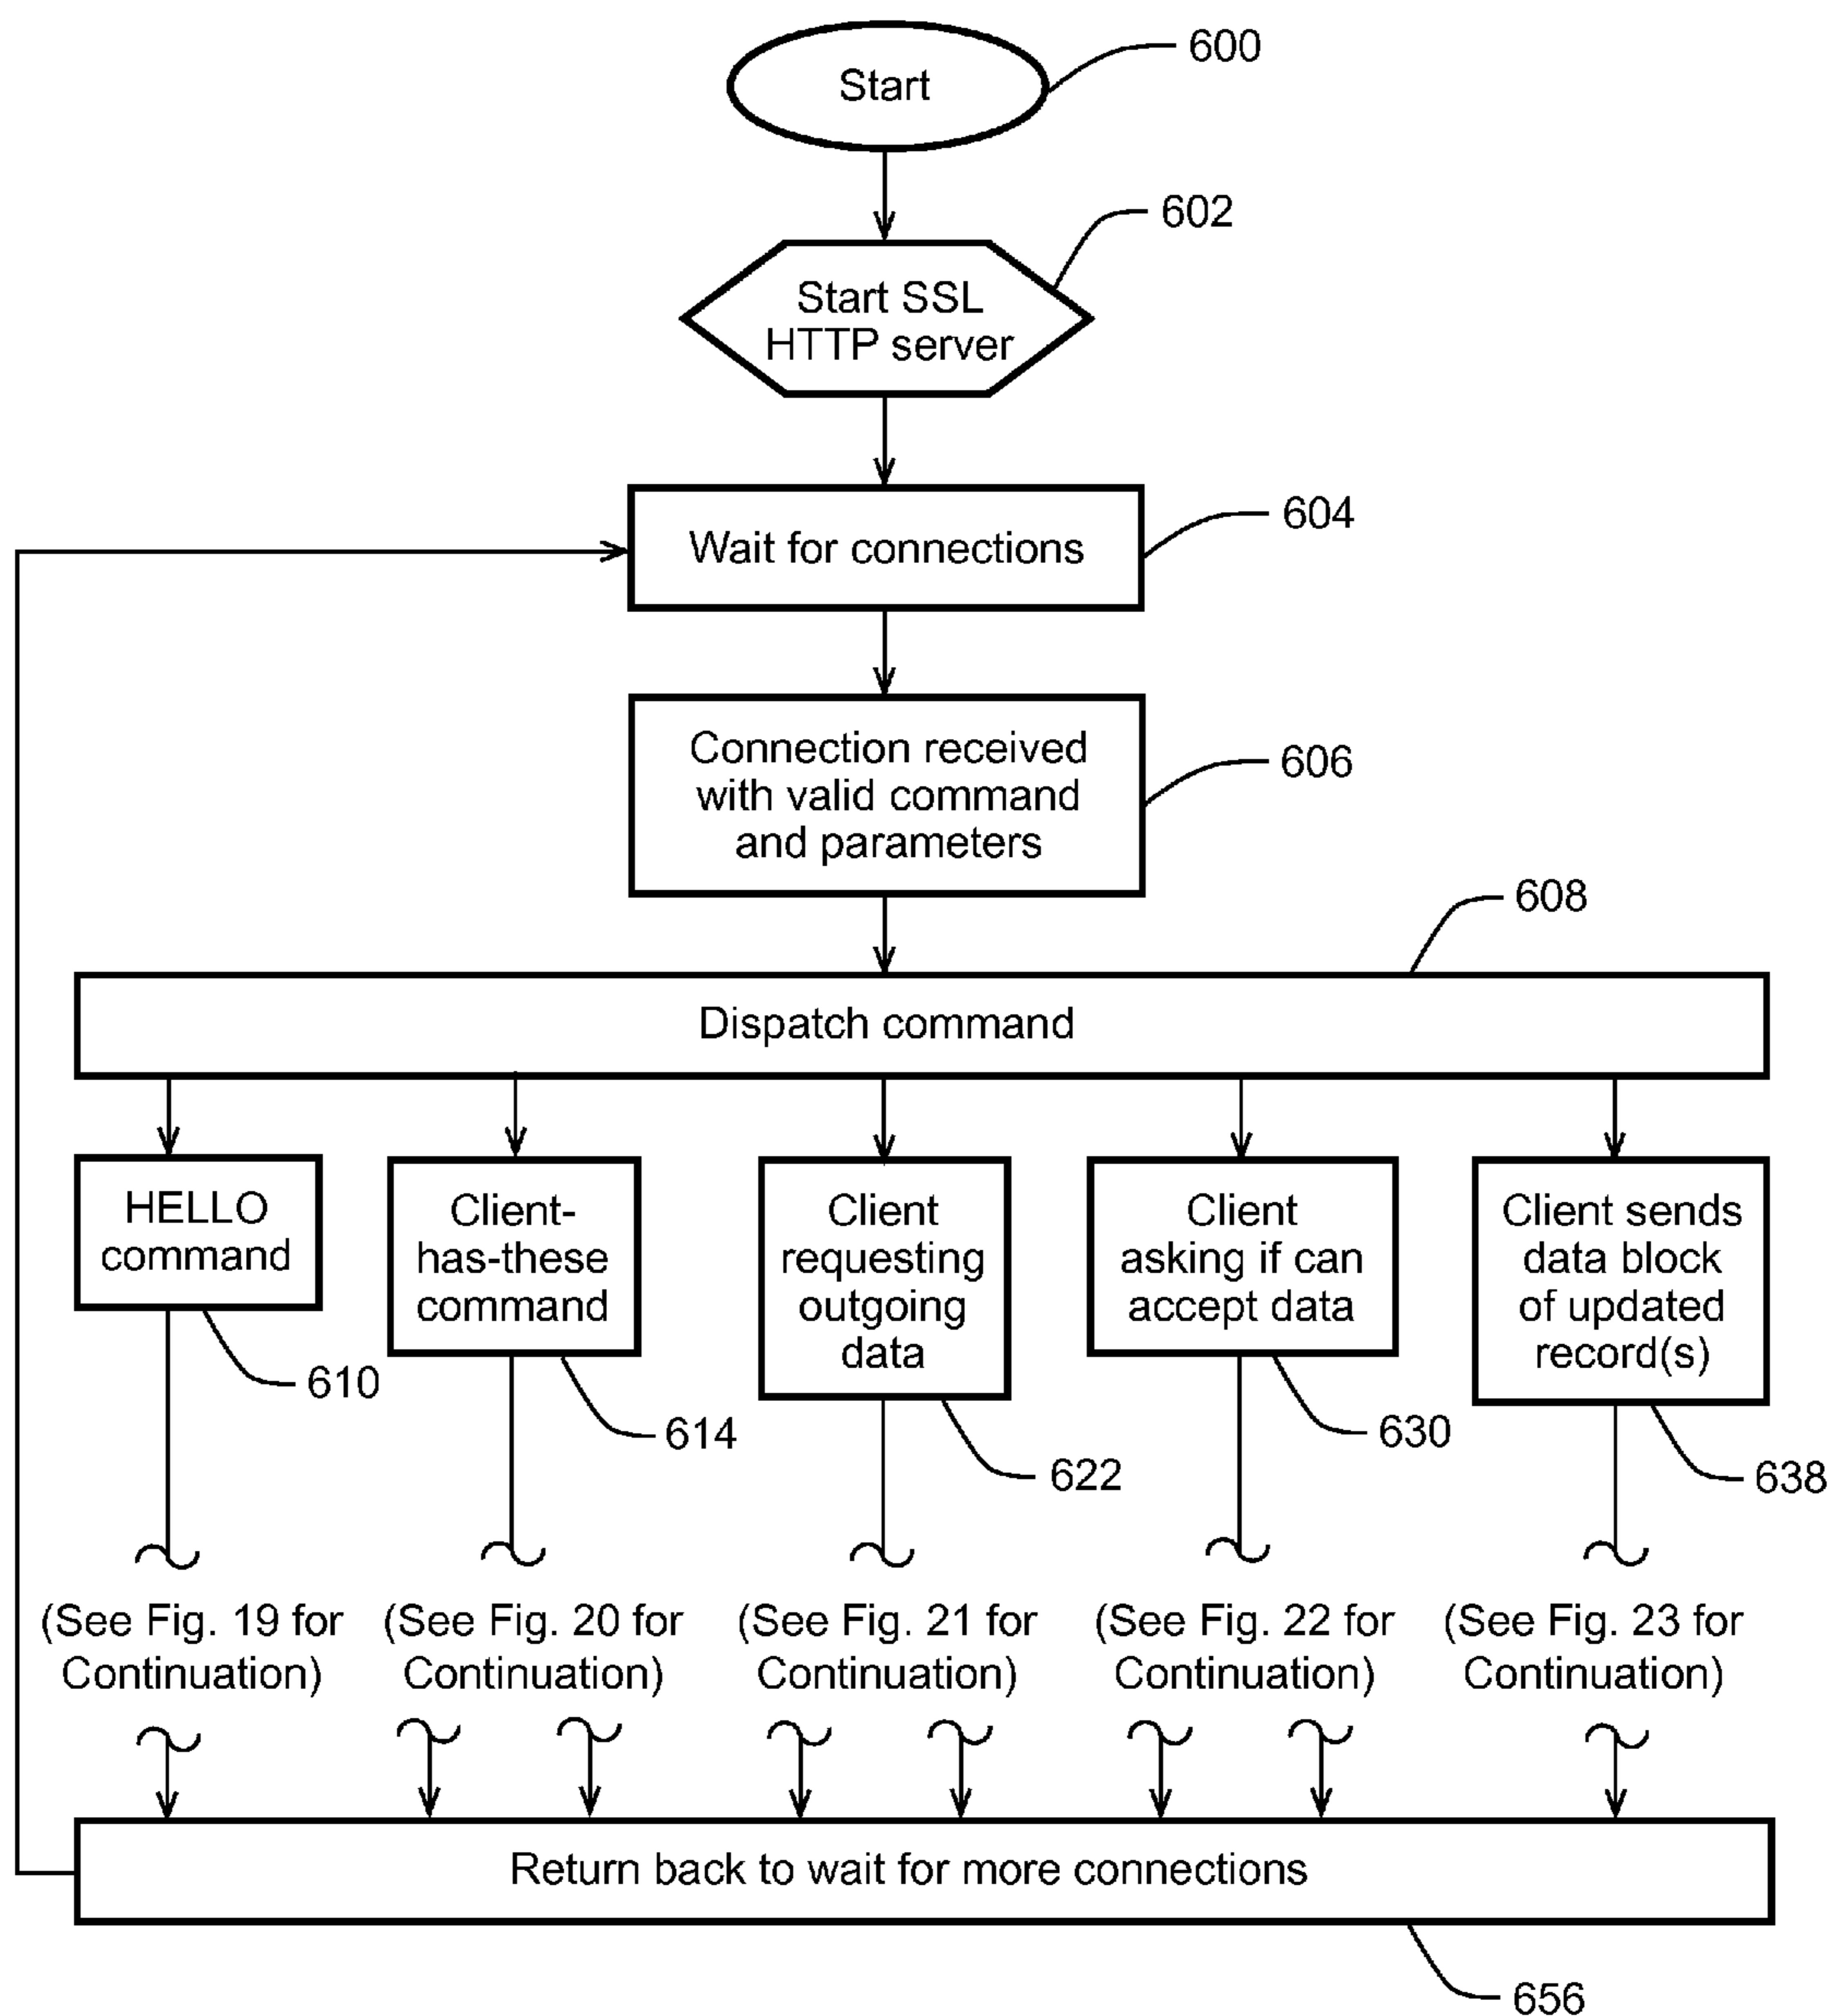 Start
600
602
Start SSL
HTTP server
604
Wait for connections
Connection received
with valid command
and parameters
606
608
Dispatch command
HELLO
command
610
Client-
has-these
command
614
Client
requesting
outgoing
data
622
Client
asking if can
accept data
630
Client sends
data block
of updated
record(s)
638
(See Fig. 19 for
Continuation)
(See Fig. 20 for
Continuation)
(See Fig. 21 for
Continuation)
(See Fig. 22 for
Continuation)
(See Fig. 23 for
Continuation)
Return back to wait for more connections
656